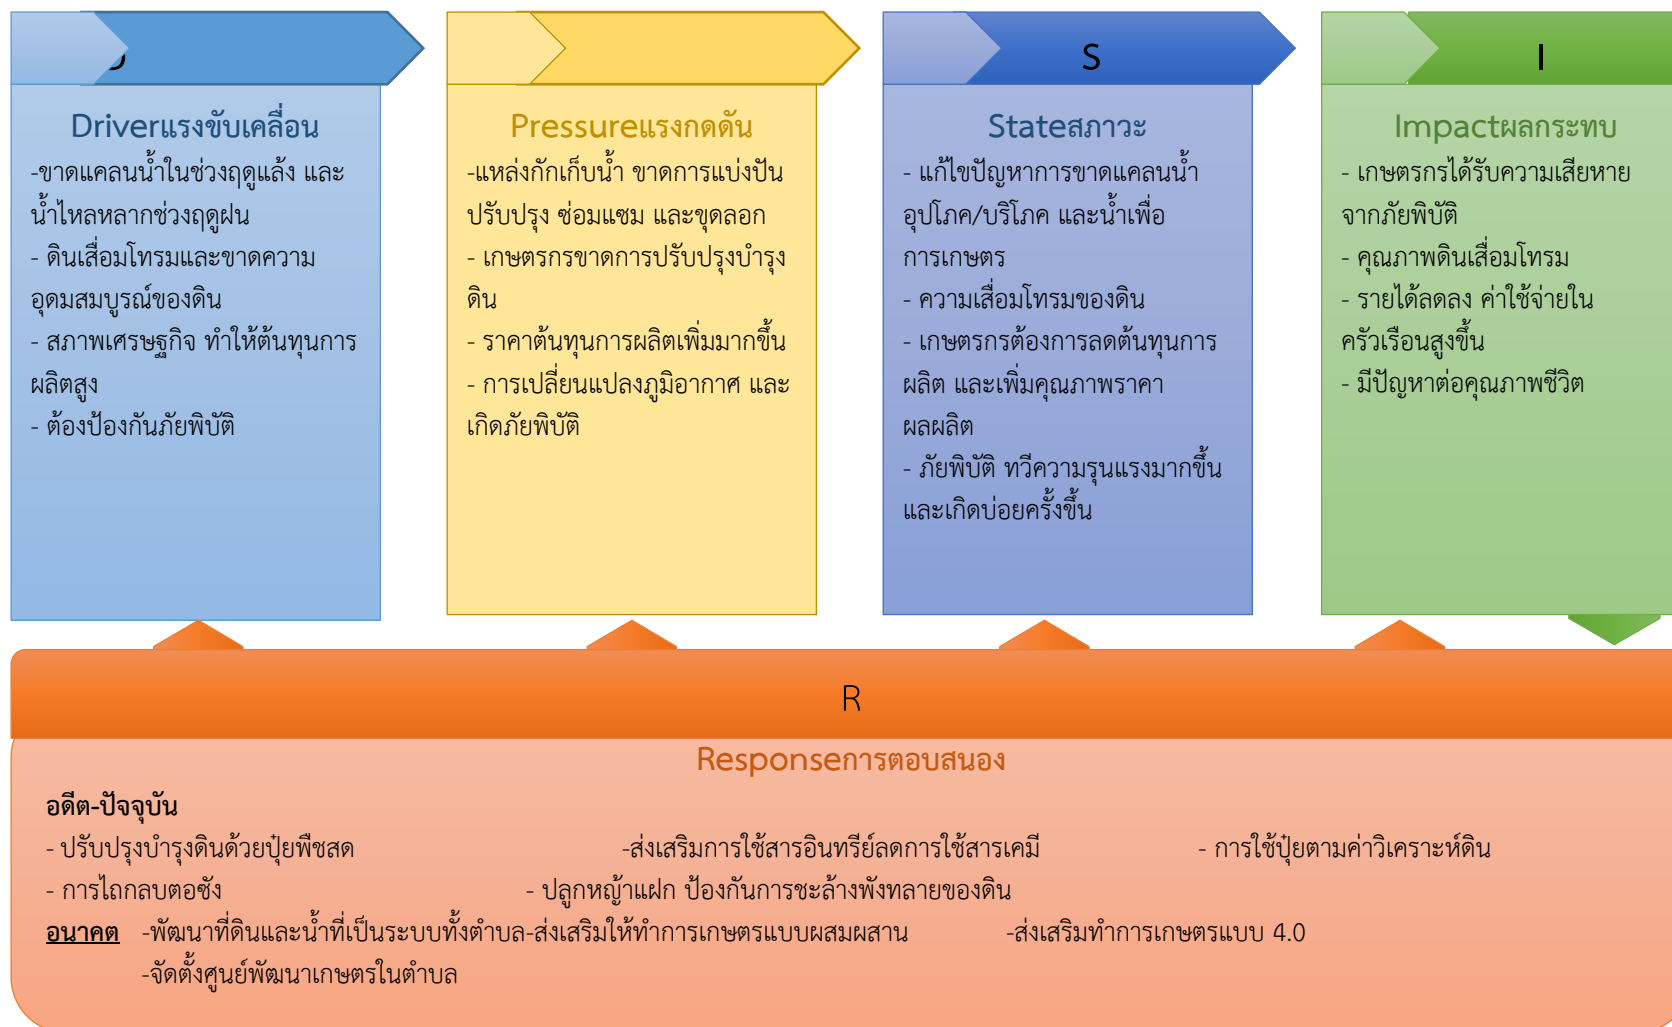 D
Driverแรงขับเคลื่อน
-ขาดแคลนน้ำในช่วงฤดูแล้ง และ
น้ำไหลหลากช่วงฤดูฝน
- ดินเสื่อมโทรมและขาดความ
อุดมสมบูรณ์ของดิน
- สภาพเศรษฐกิจ ทำให้ต้นทุนการ
ผลิตสูง
- ต้องป้องกันภัยพิบัติ
Pressureแรงกดดัน
-แหล่งกักเก็บน้ำ ขาดการแบ่งปัน
ปรับปรุง ซ่อมแซม และขุดลอก
- เกษตรกรขาดการปรับปรุงบำรุง
ดิน
- ราคาต้นทุนการผลิตเพิ่มมากขึ้น
- การเปลี่ยนแปลงภูมิอากาศ และ
เกิดภัยพิบัติ
S
Stateสภาวะ
- แก้ไขปัญหาการขาดแคลนน้ำ
อุปโภค/บริโภค และน้ำเพื่อ
การเกษตร
- ความเสื่อมโทรมของดิน
- เกษตรกรต้องการลดต้นทุนการ
ผลิต และเพิ่มคุณภาพราคา
ผลผลิต
- ภัยพิบัติ ทวีความรุนแรงมากขึ้น
และเกิดบ่อยครั้งขึ้น
I
Impactผลกระทบ
- เกษตรกรได้รับความเสียหาย
จากภัยพิบัติ
- คุณภาพดินเสื่อมโทรม
- รายได้ลดลง ค่าใช้จ่ายใน
ครัวเรือนสูงขึ้น
- มีปัญหาต่อคุณภาพชีวิต
R
Responseการตอบสนอง
อดีต-ปัจจุบัน
- ปรับปรุงบำรุงดินด้วยปุ๋ยพืชสด -ส่งเสริมการใช้สารอินทรีย์ลดการใช้สารเคมี - การใช้ปุ๋ยตามค่าวิเคราะห์ดิน
- การไถกลบตอซัง - ปลูกหญ้าแฝก ป้องกันการชะล้างพังทลายของดิน
อนาคต -พัฒนาที่ดินและน้ำที่เป็นระบบทั้งตำบล-ส่งเสริมให้ทำการเกษตรแบบผสมผสาน -ส่งเสริมทำการเกษตรแบบ 4.0
-จัดตั้งศูนย์พัฒนาเกษตรในตำบล